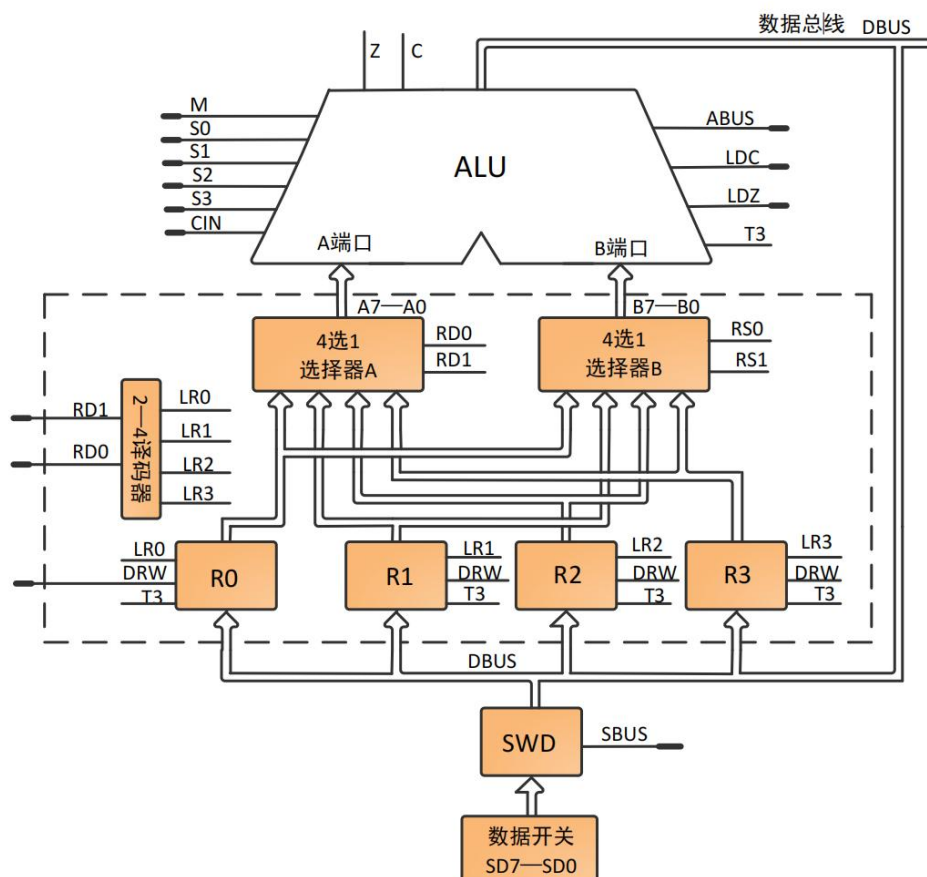 数据总线 DBUS
Z
C
M
S0
S1
S2
S3
CIN
ALU
ABUS
LDC
LDZ
T3
A端口
B端口
A7—A0
B7—B0
4选1
选择器A
RD0
RD1
4选1
选择器B
RS0
RS1
RD1
RD0
2—4译码器
LR0
LR1
LR2
LR3
LR0
DRW
T3
R0
R1
LR1
DRW
T3
R2
LR2
DRW
T3
R3
LR3
DRW
T3
DBUS
SWD
SBUS
数据开关
SD7—SD0